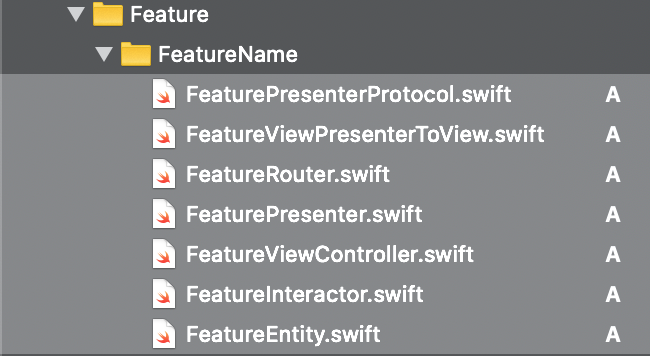 Feature
FeatureName
FeaturePresenterProtocol.swift A
FeatureViewPresenterToView.swift A
FeatureRouter.swift A
FeaturePresenter.swift A
FeatureViewController.swift A
FeatureInteractor.swift A
FeatureEntity.swift A